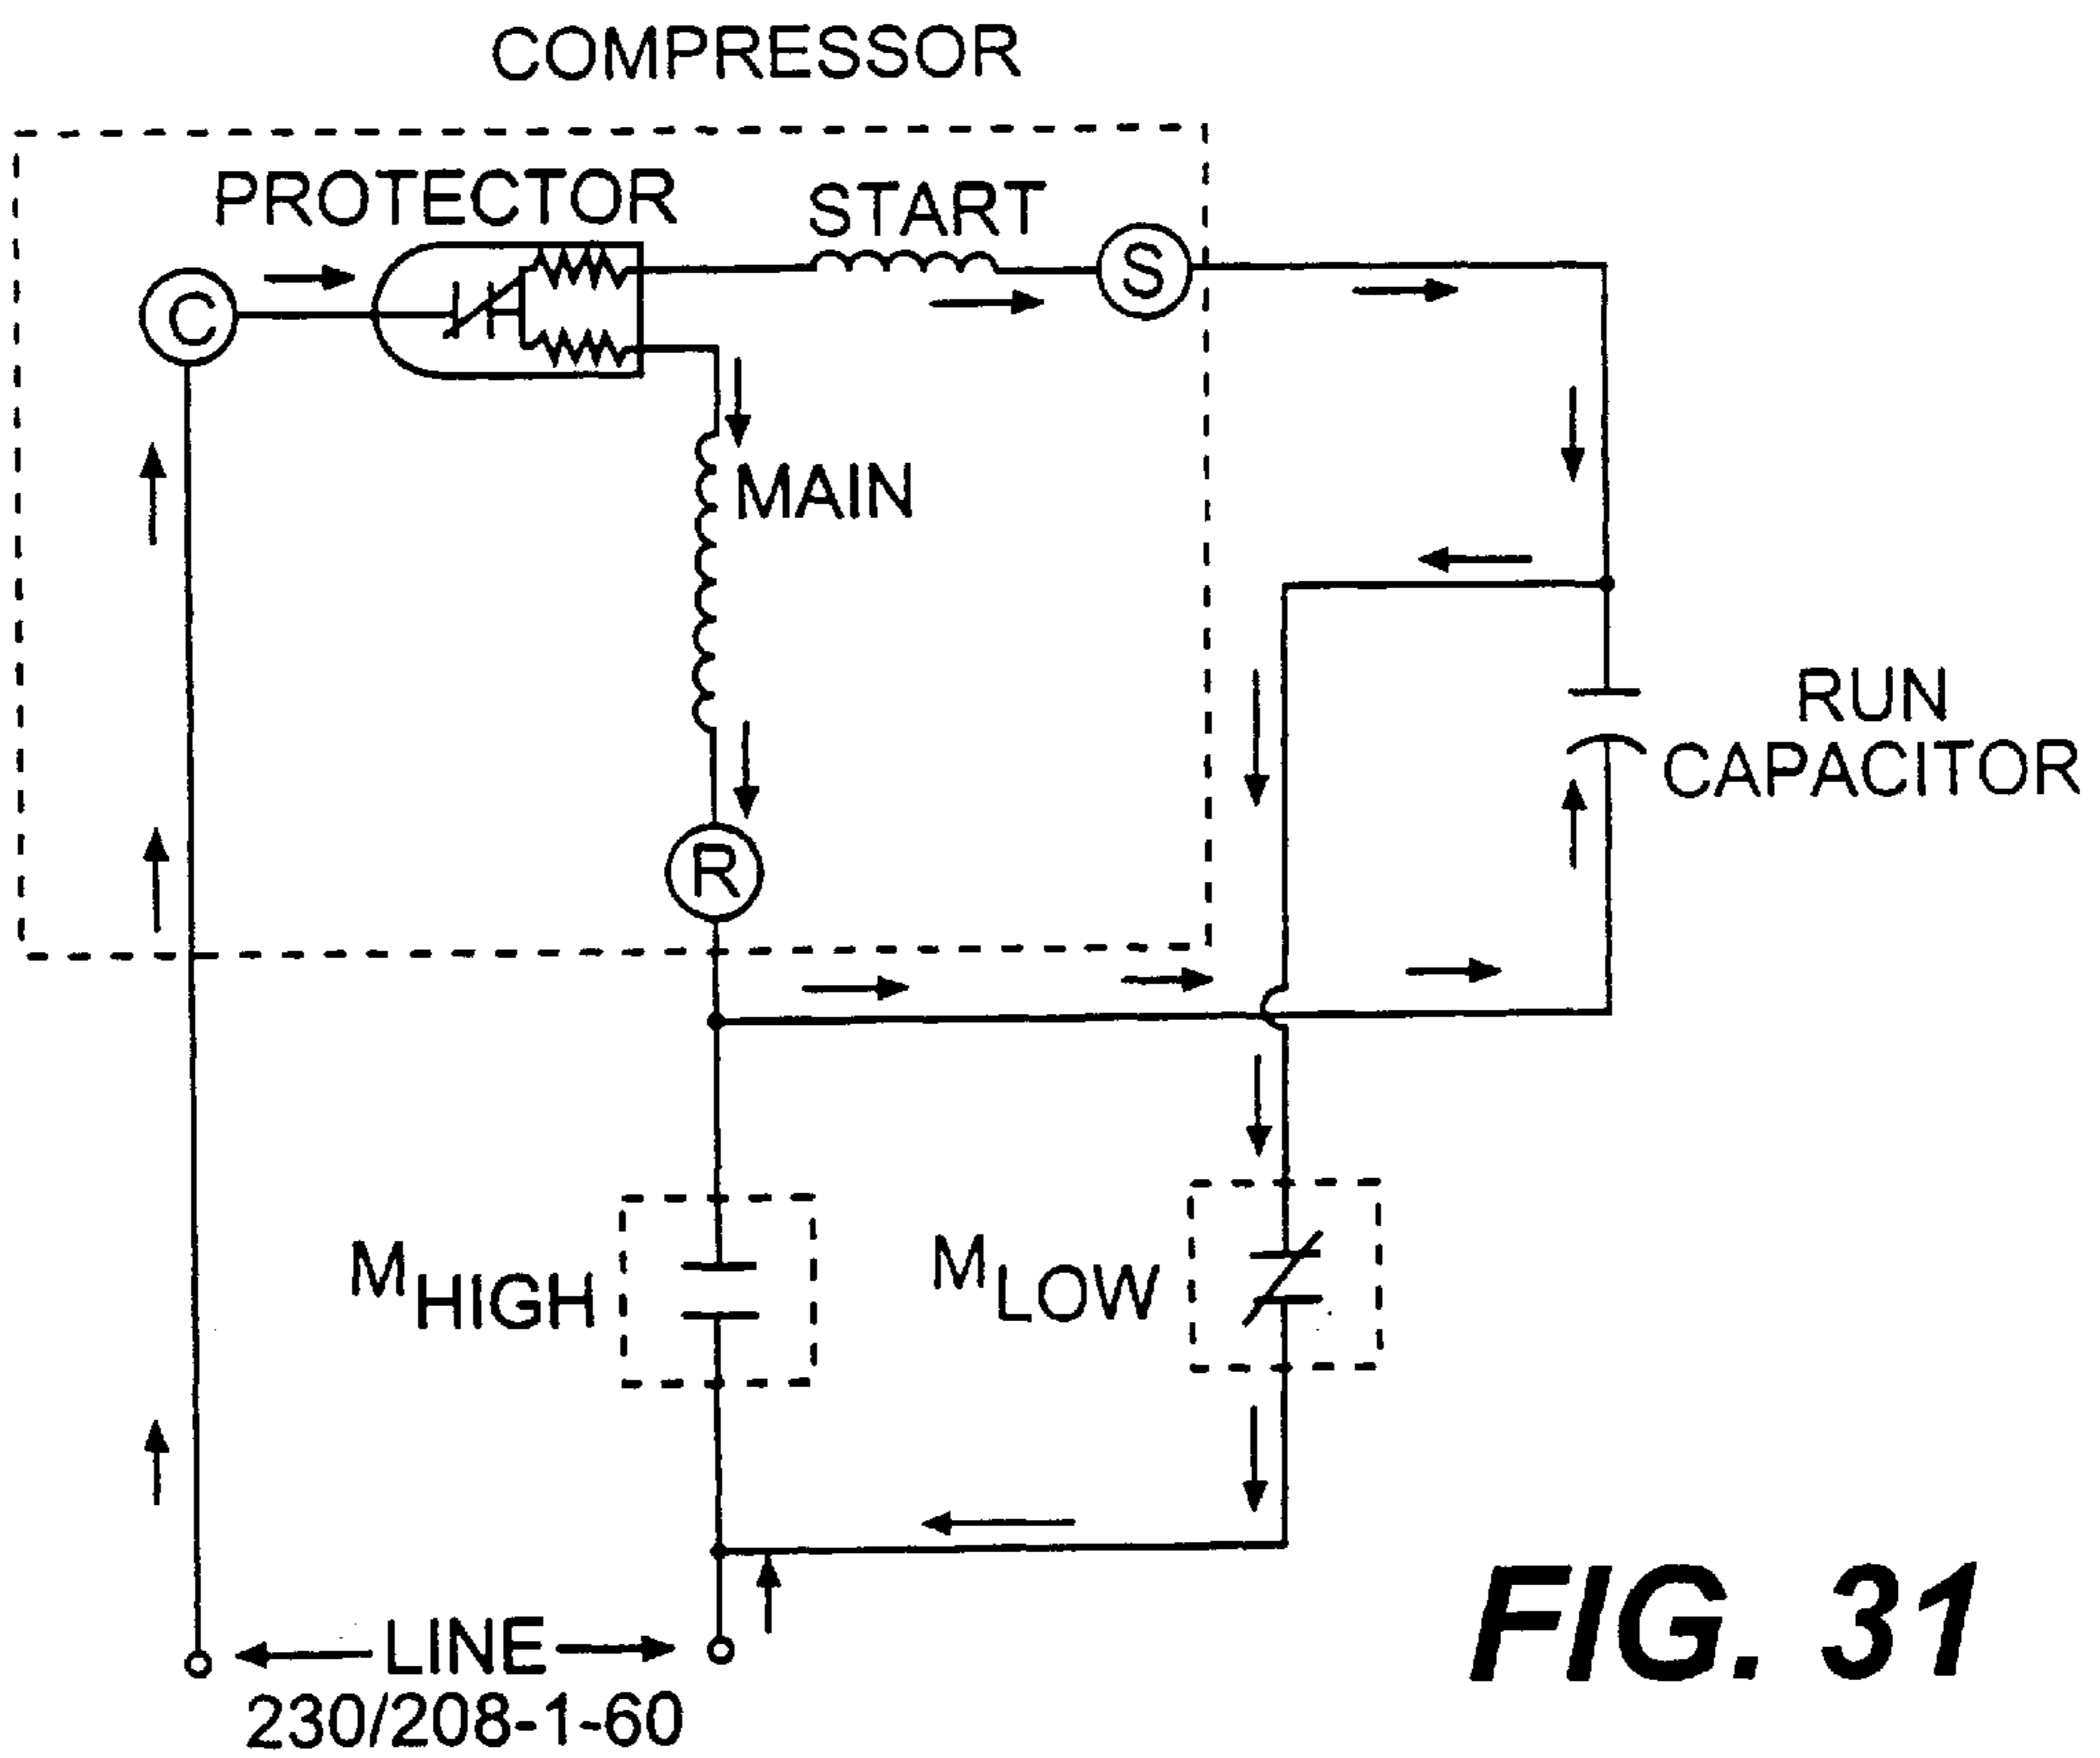 COMPRESSOR
PROTECTOR
START
C
S
MAIN
RUN
CAPACITOR
R
MHIGH
MLOW
LINE
230/208-1-60
FIG. 31